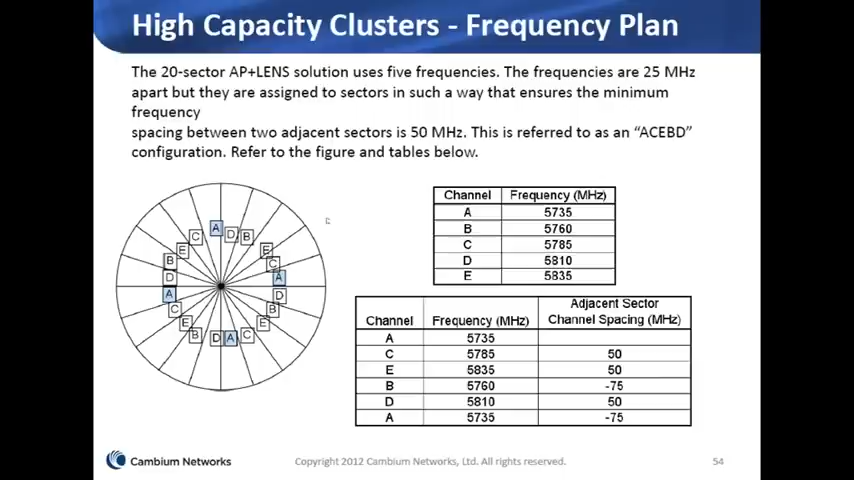 High Capacity Clusters - Frequency Plan
The 20-sector AP+LENS solution uses five frequencies. The frequencies are 25 MHz
apart but they are assigned to sectors in such a way that ensures the minimum
frequency
spacing between two adjacent sectors is 50 MHz. This is referred to as an “ACEBD”
configuration. Refer to the figure and tables below.
A
D
B
E
C
A
D
B
E
C
A
D
B
E
C
A
D
B
E
C
Channel Frequency (MHz)
A 5735
B 5760
C 5785
D 5810
E 5835
Adjacent Sector
Channel Frequency (MHz) Channel Spacing (MHz)
A 5735
C 5785 50
E 5835 50
B 5760 -75
D 5810 50
A 5735 -75
Cambium Networks Copyright 2012 Cambium Networks, Ltd. All rights reserved. 54